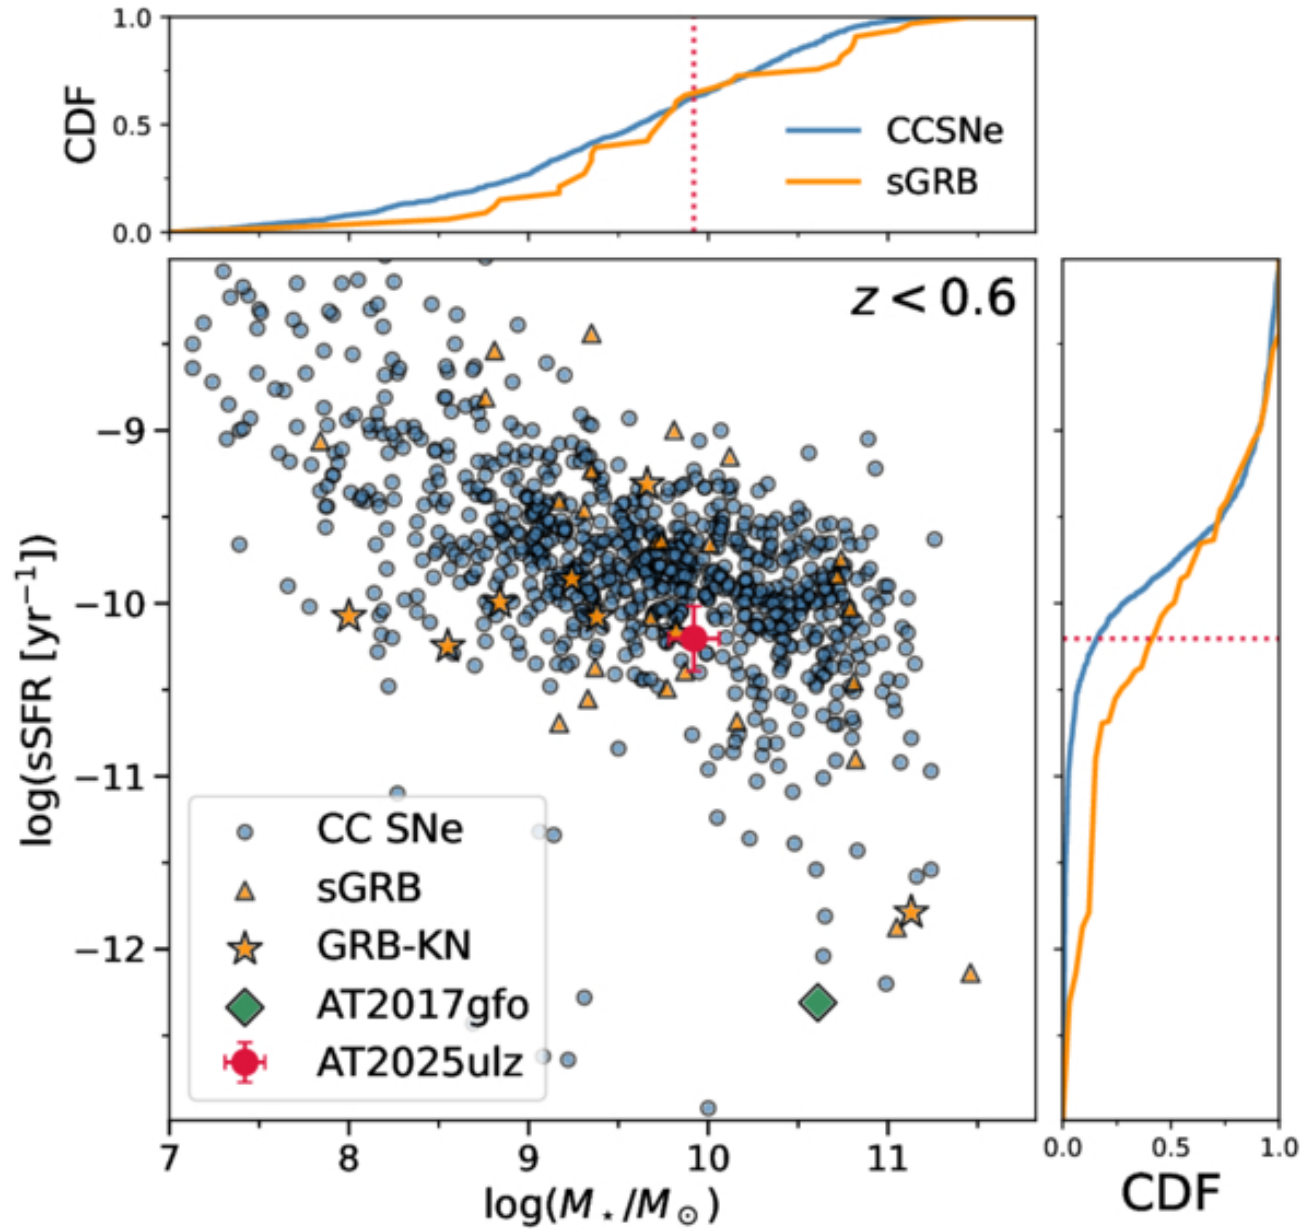 1.0
0.5
0.0
CDF
CCSNe
sGRB
z < 0.6
−9
−10
−11
−12
log(sSFR [yr⁻¹])
CC SNe
sGRB
GRB-KN
AT2017gfo
AT2025ulz
7 8 9 10 11
log(M⋆/M⊙)
0.0 0.5 1.0
CDF